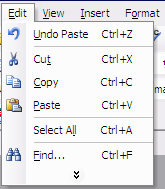 Edit View Insert Format
Undo Paste Ctrl+Z
Cut Ctrl+X
Copy Ctrl+C
Paste Ctrl+V
Select All Ctrl+A
Find... Ctrl+F